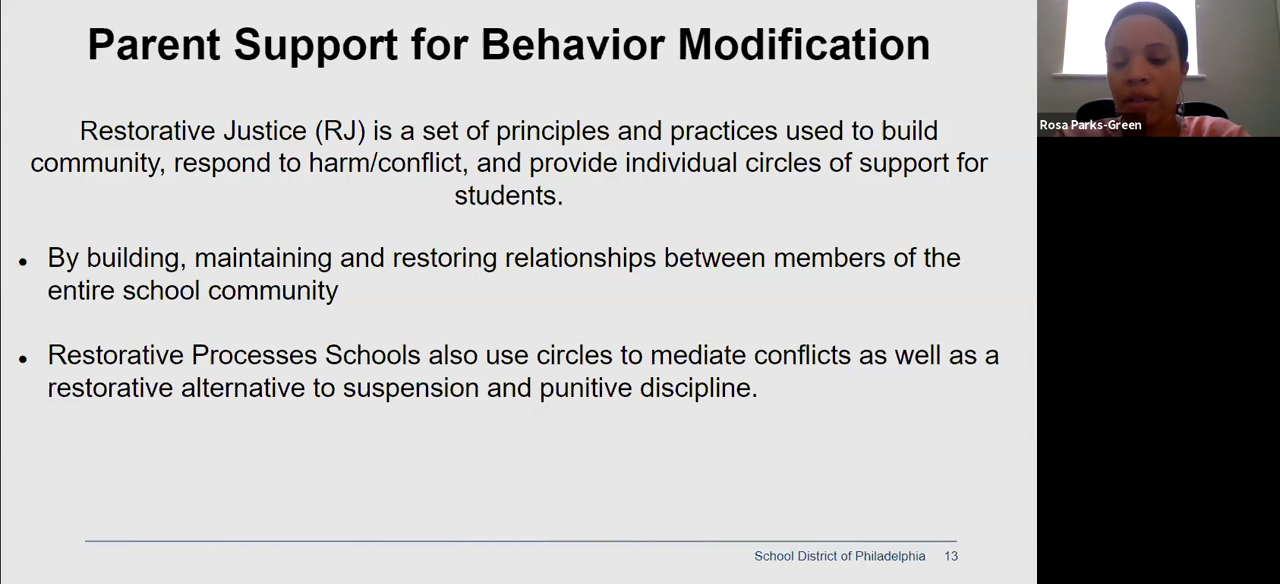 Parent Support for Behavior Modification
Restorative Justice (RJ) is a set of principles and practices used to build
community, respond to harm/conflict, and provide individual circles of support for
students.
• By building, maintaining and restoring relationships between members of the
entire school community
• Restorative Processes Schools also use circles to mediate conflicts as well as a
restorative alternative to suspension and punitive discipline.
School District of Philadelphia 13
Rosa Parks-Green